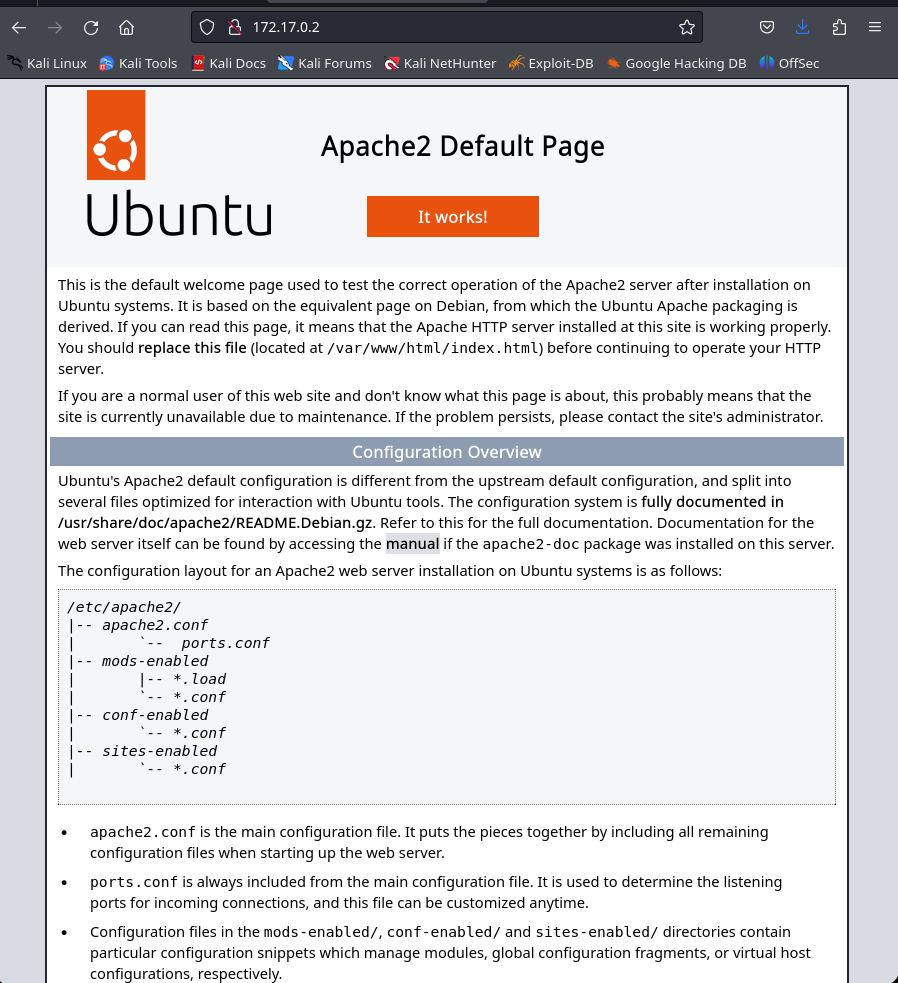 172.17.0.2
Kali Linux Kali Tools Kali Docs Kali Forums Kali NetHunter Exploit-DB Google Hacking DB OffSec
Ubuntu
Apache2 Default Page
It works!
This is the default welcome page used to test the correct operation of the Apache2 server after installation on
Ubuntu systems. It is based on the equivalent page on Debian, from which the Ubuntu Apache packaging is
derived. If you can read this page, it means that the Apache HTTP server installed at this site is working properly.
You should replace this file (located at /var/www/html/index.html) before continuing to operate your HTTP
server.
If you are a normal user of this web site and don't know what this page is about, this probably means that the
site is currently unavailable due to maintenance. If the problem persists, please contact the site's administrator.
Configuration Overview
Ubuntu's Apache2 default configuration is different from the upstream default configuration, and split into
several files optimized for interaction with Ubuntu tools. The configuration system is fully documented in
/usr/share/doc/apache2/README.Debian.gz. Refer to this for the full documentation. Documentation for the
web server itself can be found by accessing the manual if the apache2-doc package was installed on this server.
The configuration layout for an Apache2 web server installation on Ubuntu systems is as follows:
/etc/apache2/
|-- apache2.conf
|       `--  ports.conf
|-- mods-enabled
|       |-- *.load
|       `-- *.conf
|-- conf-enabled
|       `-- *.conf
|-- sites-enabled
|       `-- *.conf
• apache2.conf is the main configuration file. It puts the pieces together by including all remaining
configuration files when starting up the web server.
• ports.conf is always included from the main configuration file. It is used to determine the listening
ports for incoming connections, and this file can be customized anytime.
• Configuration files in the mods-enabled/, conf-enabled/ and sites-enabled/ directories contain
particular configuration snippets which manage modules, global configuration fragments, or virtual host
configurations, respectively.